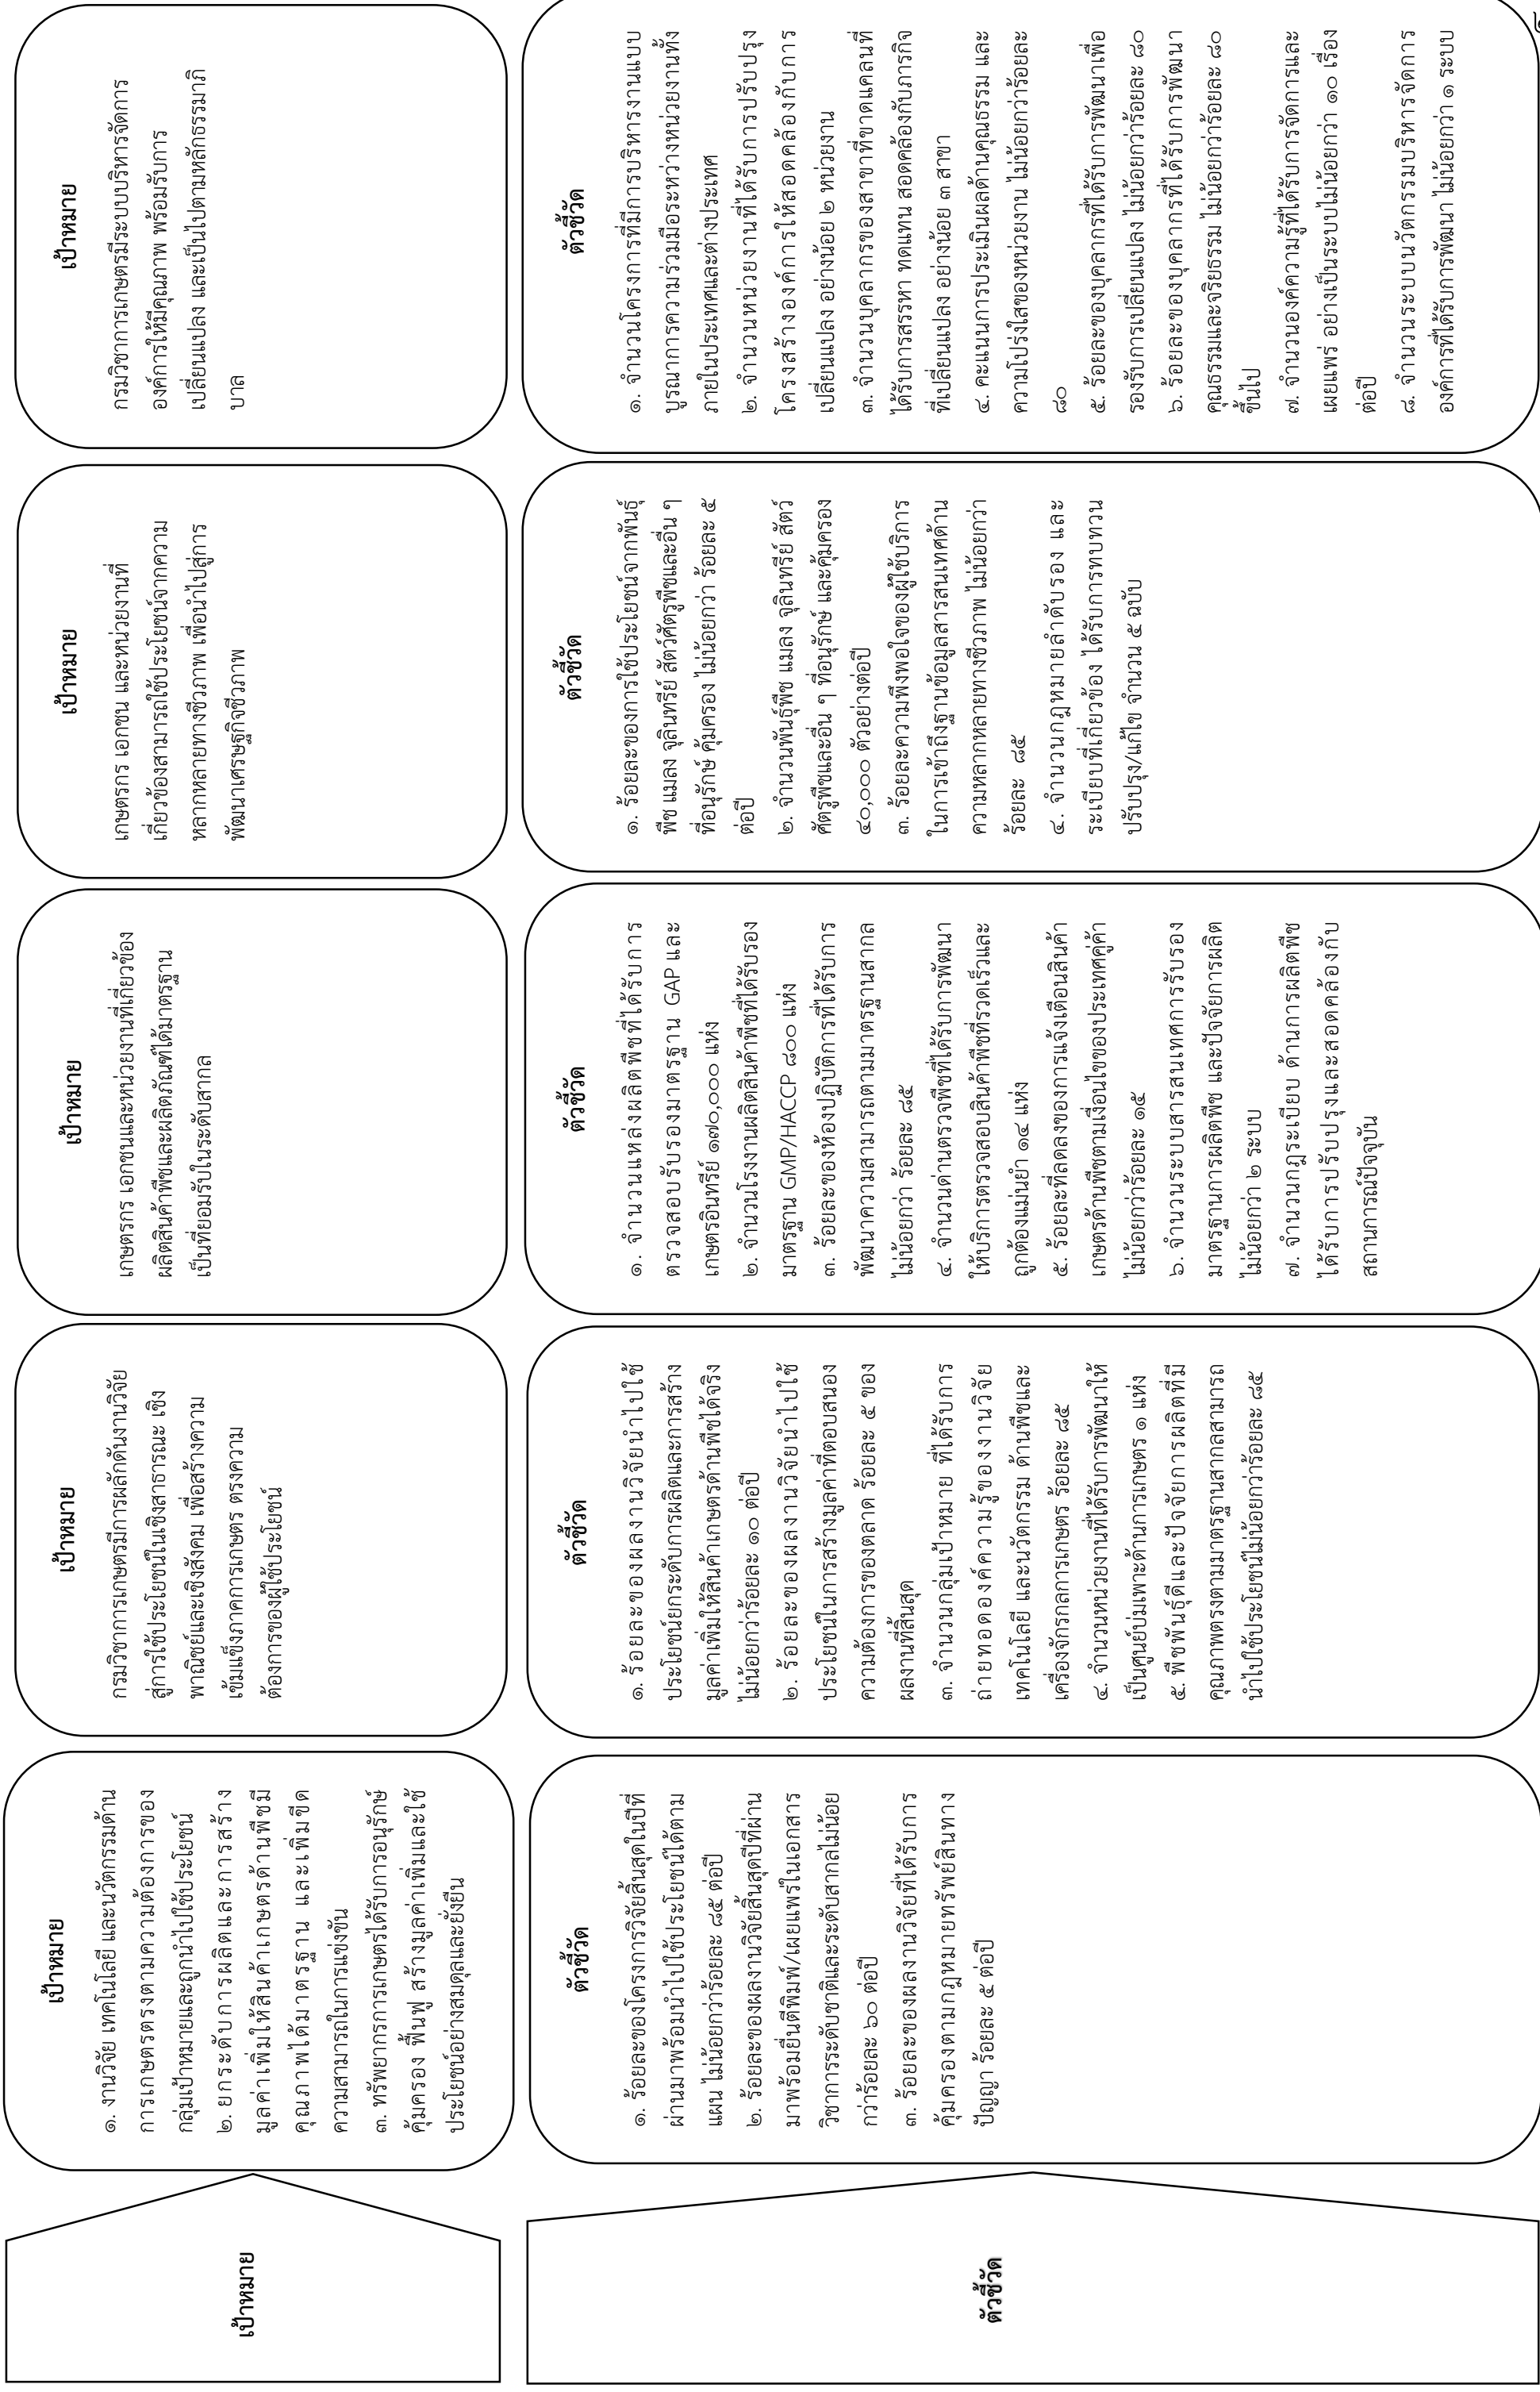 เป้าหมาย
เป้าหมาย
๑. งานวิจัย เทคโนโลยี และนวัตกรรมด้าน
การเกษตรตรงตามความต้องการของ
กลุ่มเป้าหมายและถูกนำไปใช้ประโยชน์
๒. ยกระดับการผลิตและการสร้าง
มูลค่าเพิ่มให้สินค้าเกษตรด้านพืชมี
คุณภาพได้มาตรฐาน และเพิ่มขีด
ความสามารถในการแข่งขัน
๓. ทรัพยากรการเกษตรได้รับการอนุรักษ์
คุ้มครอง ฟื้นฟู สร้างมูลค่าเพิ่มและใช้
ประโยชน์อย่างสมดุลและยั่งยืน
เป้าหมาย
กรมวิชาการเกษตรมีการผลักดันงานวิจัย
สู่การใช้ประโยชน์ในเชิงสาธารณะ เชิง
พาณิชย์และเชิงสังคม เพื่อสร้างความ
เข้มแข็งภาคการเกษตร ตรงความ
ต้องการของผู้ใช้ประโยชน์
เป้าหมาย
เกษตรกร เอกชนและหน่วยงานที่เกี่ยวข้อง
ผลิตสินค้าพืชและผลิตภัณฑ์ได้มาตรฐาน
เป็นที่ยอมรับในระดับสากล
เป้าหมาย
เกษตรกร เอกชน และหน่วยงานที่
เกี่ยวข้องสามารถใช้ประโยชน์จากความ
หลากหลายทางชีวภาพ เพื่อนำไปสู่การ
พัฒนาเศรษฐกิจชีวภาพ
เป้าหมาย
กรมวิชาการเกษตรมีระบบบริหารจัดการ
องค์การให้มีคุณภาพ พร้อมรับการ
เปลี่ยนแปลง และเป็นไปตามหลักธรรมาภิ
บาล
ตัวชี้วัด
ตัวชี้วัด
๑. ร้อยละของโครงการวิจัยสิ้นสุดในปีที่
ผ่านมาพร้อมนำไปใช้ประโยชน์ได้ตาม
แผน ไม่น้อยกว่าร้อยละ ๘๕ ต่อปี
๒. ร้อยละของผลงานวิจัยสิ้นสุดปีที่ผ่าน
มาพร้อมยื่นตีพิมพ์/เผยแพร่ในเอกสาร
วิชาการระดับชาติและระดับสากลไม่น้อย
กว่าร้อยละ ๖๐ ต่อปี
๓. ร้อยละของผลงานวิจัยที่ได้รับการ
คุ้มครองตามกฎหมายทรัพย์สินทาง
ปัญญา ร้อยละ ๕ ต่อปี
ตัวชี้วัด
๑. ร้อยละของผลงานวิจัยนำไปใช้
ประโยชน์ยกระดับการผลิตและการสร้าง
มูลค่าเพิ่มให้สินค้าเกษตรด้านพืชได้จริง
ไม่น้อยกว่าร้อยละ ๑๐ ต่อปี
๒. ร้อยละของผลงานวิจัยนำไปใช้
ประโยชน์ในการสร้างมูลค่าที่ตอบสนอง
ความต้องการของตลาด ร้อยละ ๕ ของ
ผลงานที่สิ้นสุด
๓. จำนวนกลุ่มเป้าหมาย ที่ได้รับการ
ถ่ายทอดองค์ความรู้ของงานวิจัย
เทคโนโลยี และนวัตกรรม ด้านพืชและ
เครื่องจักรกลการเกษตร ร้อยละ ๘๕
๔. จำนวนหน่วยงานที่ได้รับการพัฒนาให้
เป็นศูนย์บ่มเพาะด้านการเกษตร ๑ แห่ง
๕. พืชพันธุ์ดีและปัจจัยการผลิตที่มี
คุณภาพตรงตามมาตรฐานสากลสามารถ
นำไปใช้ประโยชน์ไม่น้อยกว่าร้อยละ ๘๕
ตัวชี้วัด
๑. จำนวนแหล่งผลิตพืชที่ได้รับการ
ตรวจสอบรับรองมาตรฐาน GAP และ
เกษตรอินทรีย์ ๑๗๐,๐๐๐ แห่ง
๒. จำนวนโรงงานผลิตสินค้าพืชที่ได้รับรอง
มาตรฐาน GMP/HACCP ๘๐๐ แห่ง
๓. ร้อยละของห้องปฏิบัติการที่ได้รับการ
พัฒนาความสามารถตามมาตรฐานสากล
ไม่น้อยกว่า ร้อยละ ๘๕
๔. จำนวนด่านตรวจพืชที่ได้รับการพัฒนา
ให้บริการตรวจสอบสินค้าพืชที่รวดเร็วและ
ถูกต้องแม่นยำ ๑๔ แห่ง
๕. ร้อยละที่ลดลงของการแจ้งเตือนสินค้า
เกษตรด้านพืชตามเงื่อนไขของประเทศคู่ค้า
ไม่น้อยกว่าร้อยละ ๑๕
๖. จำนวนระบบสารสนเทศการรับรอง
มาตรฐานการผลิตพืช และปัจจัยการผลิต
ไม่น้อยกว่า ๒ ระบบ
๗. จำนวนกฎระเบียบ ด้านการผลิตพืช
ได้รับการปรับปรุงและสอดคล้องกับ
สถานการณ์ปัจจุบัน
ตัวชี้วัด
๑. ร้อยละของการใช้ประโยชน์จากพันธุ์
พืช แมลง จุลินทรีย์ สัตว์ศัตรูพืชและอื่น ๆ
ที่อนุรักษ์ คุ้มครอง ไม่น้อยกว่า ร้อยละ ๕
ต่อปี
๒. จำนวนพันธุ์พืช แมลง จุลินทรีย์ สัตว์
ศัตรูพืชและอื่น ๆ ที่อนุรักษ์ และคุ้มครอง
๔๐,๐๐๐ ตัวอย่างต่อปี
๓. ร้อยละความพึงพอใจของผู้ใช้บริการ
ในการเข้าถึงฐานข้อมูลสารสนเทศด้าน
ความหลากหลายทางชีวภาพ ไม่น้อยกว่า
ร้อยละ ๘๕
๔. จำนวนกฎหมายลำดับรอง และ
ระเบียบที่เกี่ยวข้อง ได้รับการทบทวน
ปรับปรุง/แก้ไข จำนวน ๕ ฉบับ
ตัวชี้วัด
๑. จำนวนโครงการที่มีการบริหารงานแบบ
บูรณาการความร่วมมือระหว่างหน่วยงานทั้ง
ภายในประเทศและต่างประเทศ
๒. จำนวนหน่วยงานที่ได้รับการปรับปรุง
โครงสร้างองค์การให้สอดคล้องกับการ
เปลี่ยนแปลง อย่างน้อย ๒ หน่วยงาน
๓. จำนวนบุคลากรของสาขาที่ขาดแคลนที่
ได้รับการสรรหา ทดแทน สอดคล้องกับภารกิจ
ที่เปลี่ยนแปลง อย่างน้อย ๓ สาขา
๔. คะแนนการประเมินผลด้านคุณธรรม และ
ความโปร่งใสของหน่วยงาน ไม่น้อยกว่าร้อยละ
๘๐
๕. ร้อยละของบุคลากรที่ได้รับการพัฒนาเพื่อ
รองรับการเปลี่ยนแปลง ไม่น้อยกว่าร้อยละ ๘๐
๖. ร้อยละของบุคลากรที่ได้รับการพัฒนา
คุณธรรมและจริยธรรม ไม่น้อยกว่าร้อยละ ๘๐
ขึ้นไป
๗. จำนวนองค์ความรู้ที่ได้รับการจัดการและ
เผยแพร่ อย่างเป็นระบบไม่น้อยกว่า ๑๐ เรื่อง
ต่อปี
๘. จำนวนระบบนวัตกรรมบริหารจัดการ
องค์การที่ได้รับการพัฒนา ไม่น้อยกว่า ๑ ระบบ